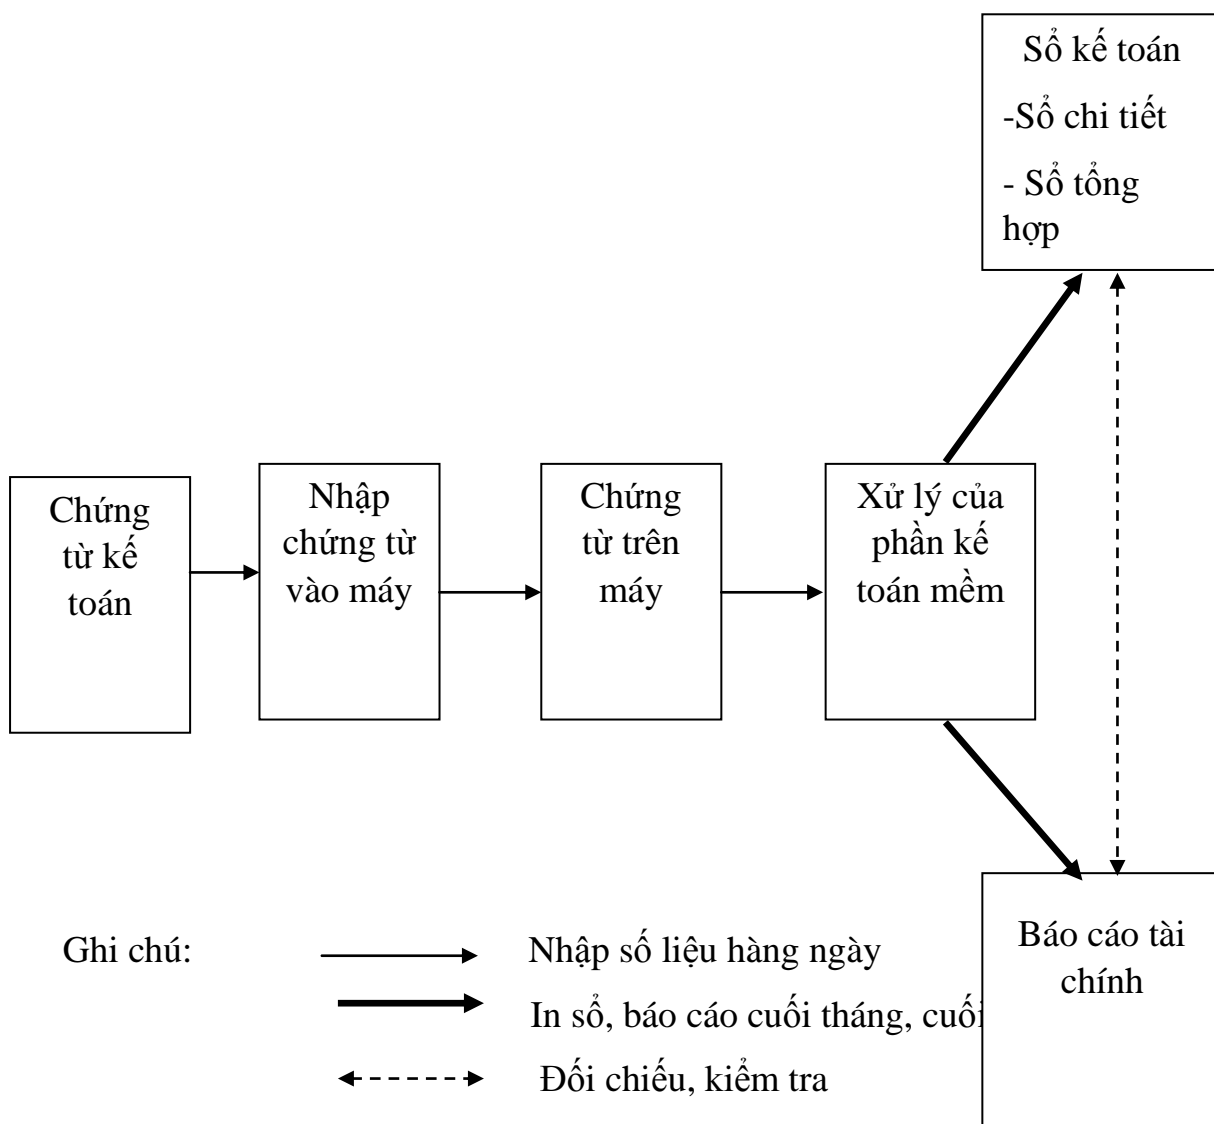 Sổ kế toán
-Sổ chi tiết
- Sổ tổng
hợp
Chứng
từ kế
toán
Nhập
chứng từ
vào máy
Chứng
từ trên
máy
Xử lý của
phần kế
toán mềm
Báo cáo tài
chính
Ghi chú:
Nhập số liệu hàng ngày
In sổ, báo cáo cuối tháng, cuối
Đối chiếu, kiểm tra